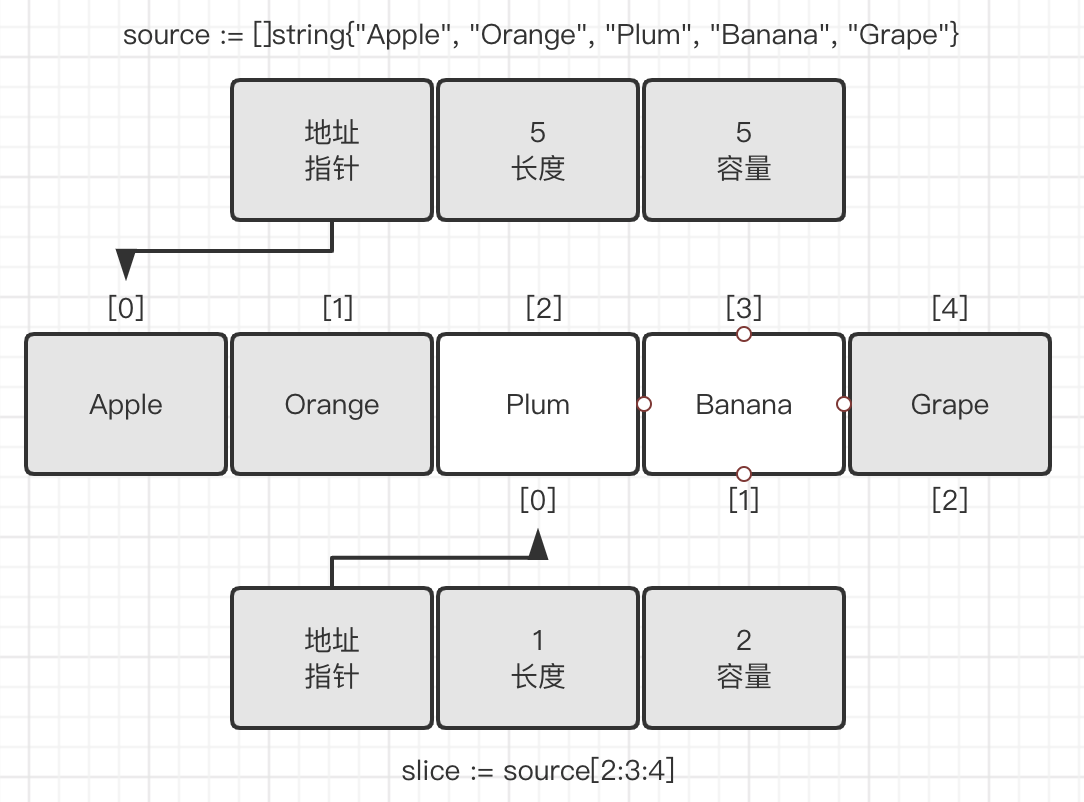 source := []string{"Apple", "Orange", "Plum", "Banana", "Grape"}
地址 5 5
指针 长度 容量
[0] [1] [2] [3] [4]
Apple Orange Plum Banana Grape
[0] [1] [2]
地址 1 2
指针 长度 容量
slice := source[2:3:4]